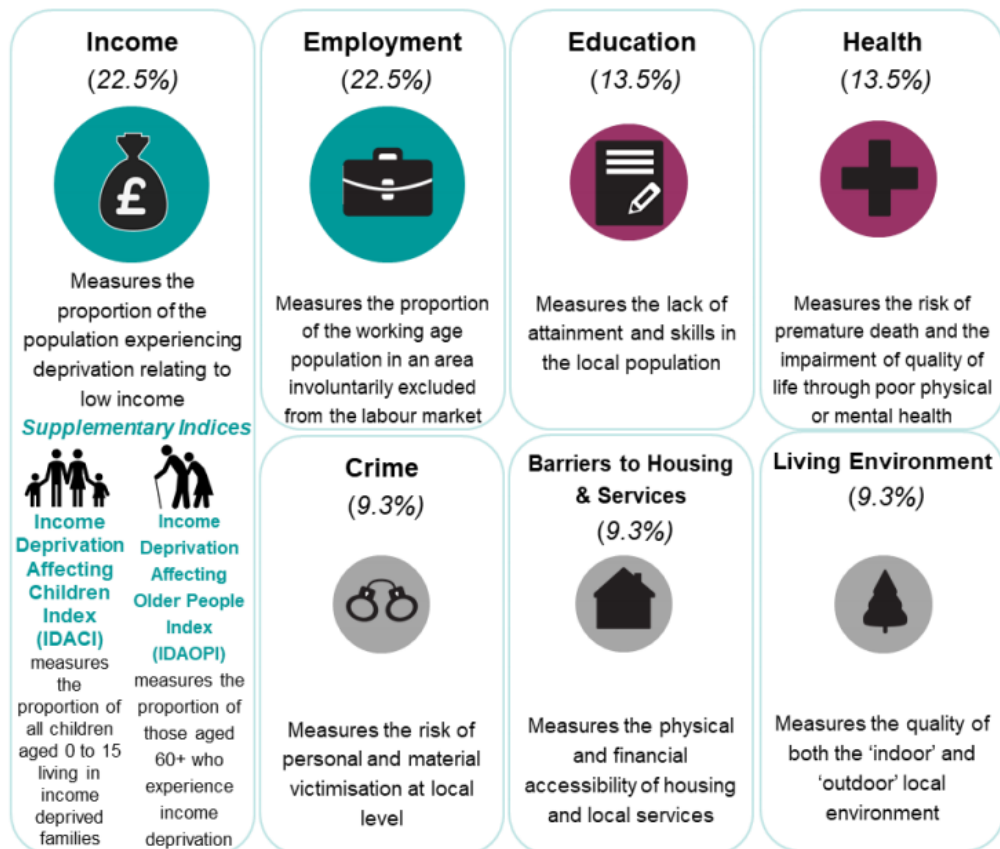 Income
(22.5%)
£
Measures the
proportion of the
population experiencing
deprivation relating to
low income
Supplementary Indices
Income
Deprivation
Affecting
Children
Index
(IDACI)
measures
the
proportion of
all children
aged 0 to 15
living in
income
deprived
families
Income
Deprivation
Affecting
Older People
Index
(IDAOPI)
measures the
proportion of
those aged
60+ who
experience
income
deprivation
Employment
(22.5%)
Measures the proportion
of the working age
population in an area
involuntarily excluded
from the labour market
Education
(13.5%)
Measures the lack of
attainment and skills in
the local population
Health
(13.5%)
Measures the risk of
premature death and the
impairment of quality of
life through poor physical
or mental health
Crime
(9.3%)
Measures the risk of
personal and material
victimisation at local
level
Barriers to Housing
& Services
(9.3%)
Measures the physical
and financial
accessibility of housing
and local services
Living Environment
(9.3%)
Measures the quality of
both the ‘indoor’ and
‘outdoor’ local
environment